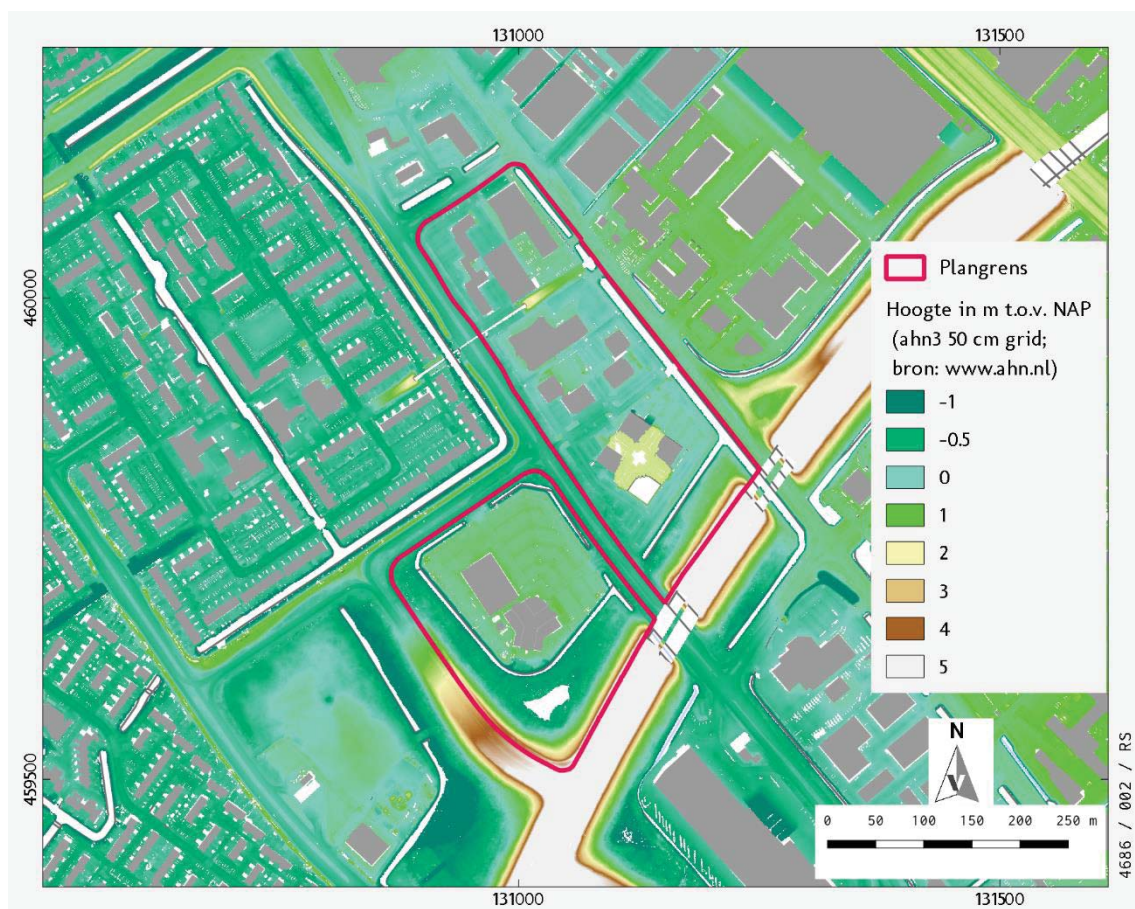 131000
131500
460000
459500
Plangrens
Hoogte in m t.o.v. NAP
(ahn3 50 cm grid;
bron: www.ahn.nl)
-1
-0.5
0
1
2
3
4
5
N
0 50 100 150 200 250 m
4686 / 002 / RS
131000
131500